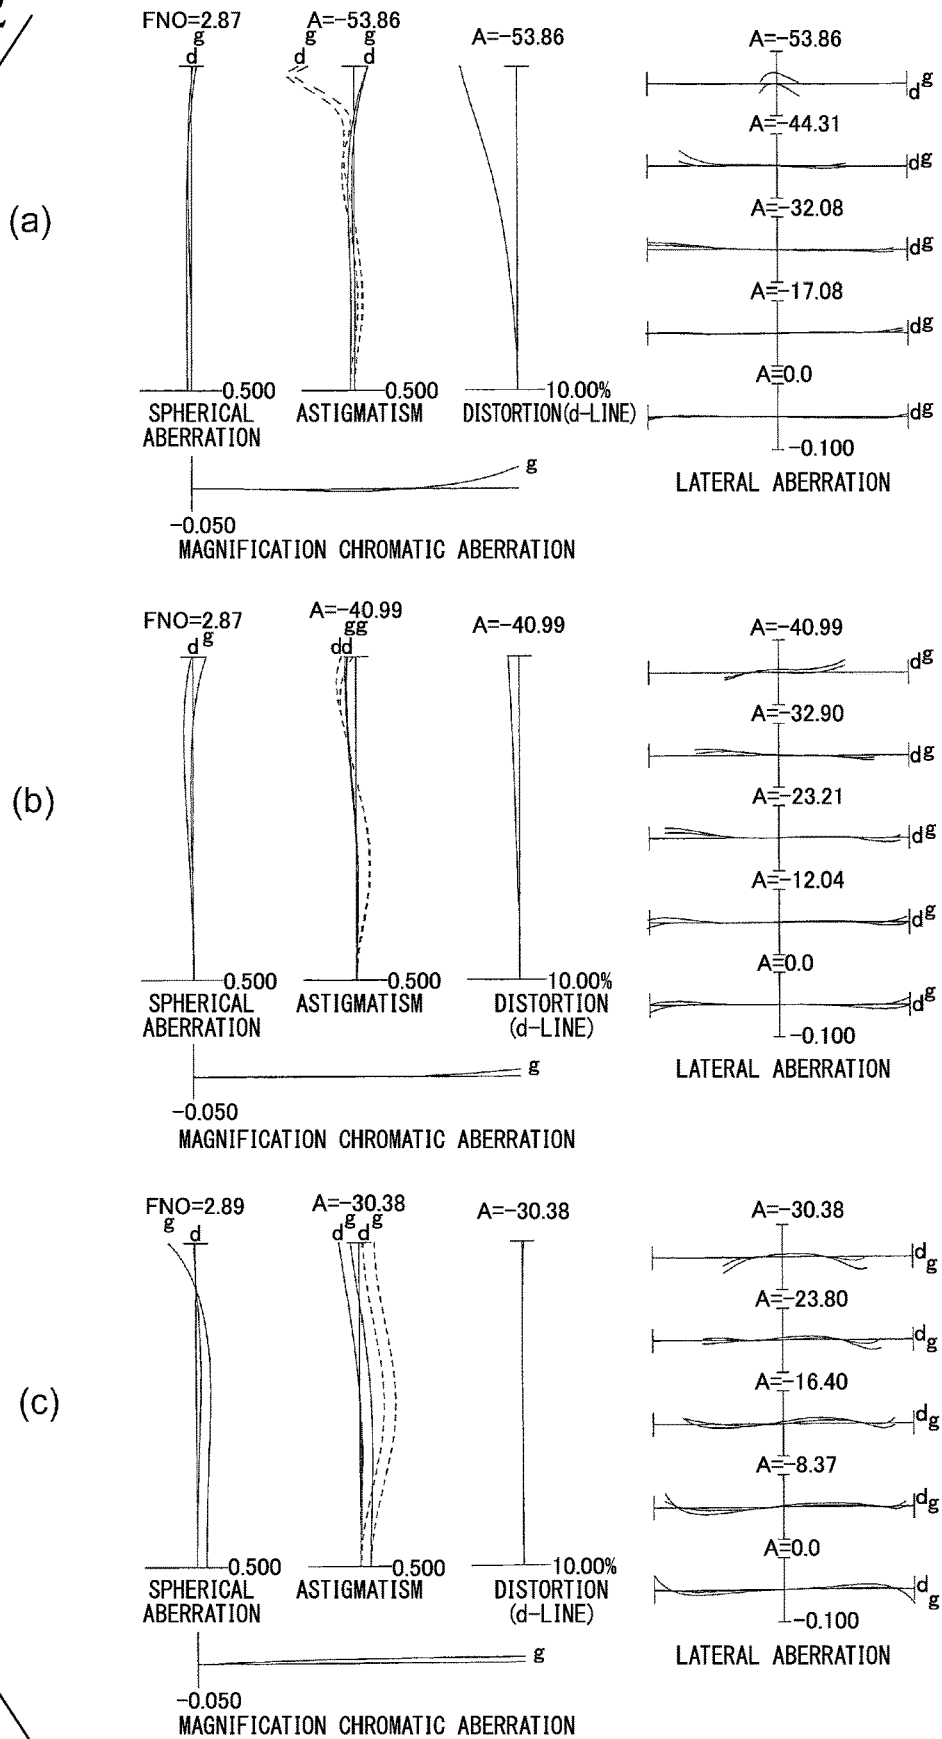 (a)
FNO=2.87
g
d
A=-53.86
g
d
g
d
A=-53.86
0.500
SPHERICAL
ABERRATION
0.500
ASTIGMATISM
10.00%
DISTORTION(d-LINE)
g
-0.050
MAGNIFICATION CHROMATIC ABERRATION
A=-53.86
d g
A=-44.31
d g
A=-32.08
d g
A=-17.08
d g
A=0.0
d g
-0.100
LATERAL ABERRATION
(b)
FNO=2.87
d g
A=-40.99
g g
d d
A=-40.99
0.500
SPHERICAL
ABERRATION
0.500
ASTIGMATISM
10.00%
DISTORTION
(d-LINE)
g
-0.050
MAGNIFICATION CHROMATIC ABERRATION
A=-40.99
d g
A=-32.90
d g
A=-23.21
d g
A=-12.04
d g
A=0.0
d g
-0.100
LATERAL ABERRATION
(c)
FNO=2.89
g d
A=-30.38
d g d g
A=-30.38
0.500
SPHERICAL
ABERRATION
0.500
ASTIGMATISM
10.00%
DISTORTION
(d-LINE)
g
-0.050
MAGNIFICATION CHROMATIC ABERRATION
A=-30.38
d g
A=-23.80
d g
A=-16.40
d g
A=-8.37
d g
A=0.0
d g
-0.100
LATERAL ABERRATION